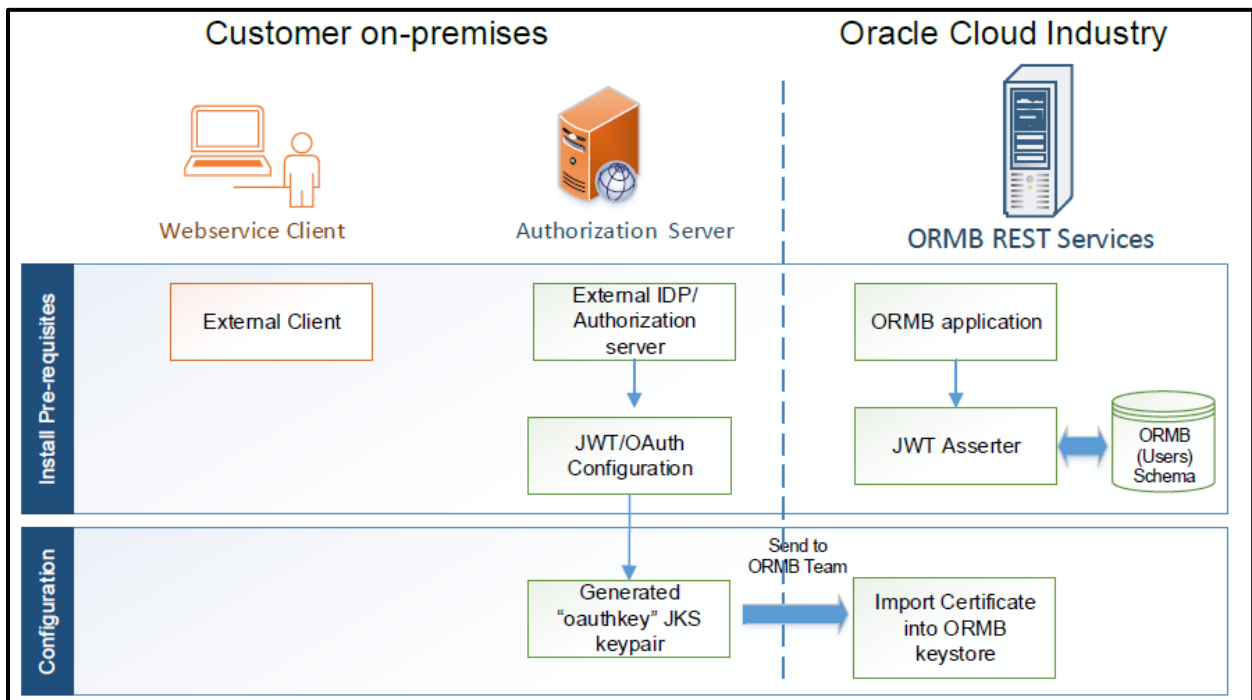 Customer on-premises
Oracle Cloud Industry
Webservice Client
Authorization Server
ORMB REST Services
Install Pre-requisites
External Client
External IDP/
Authorization
server
ORMB application
JWT/OAuth
Configuration
JWT Asserter
ORMB
(Users)
Schema
Configuration
Send to
ORMB Team
Generated
“oauthkey” JKS
keypair
Import Certificate
into ORMB
keystore